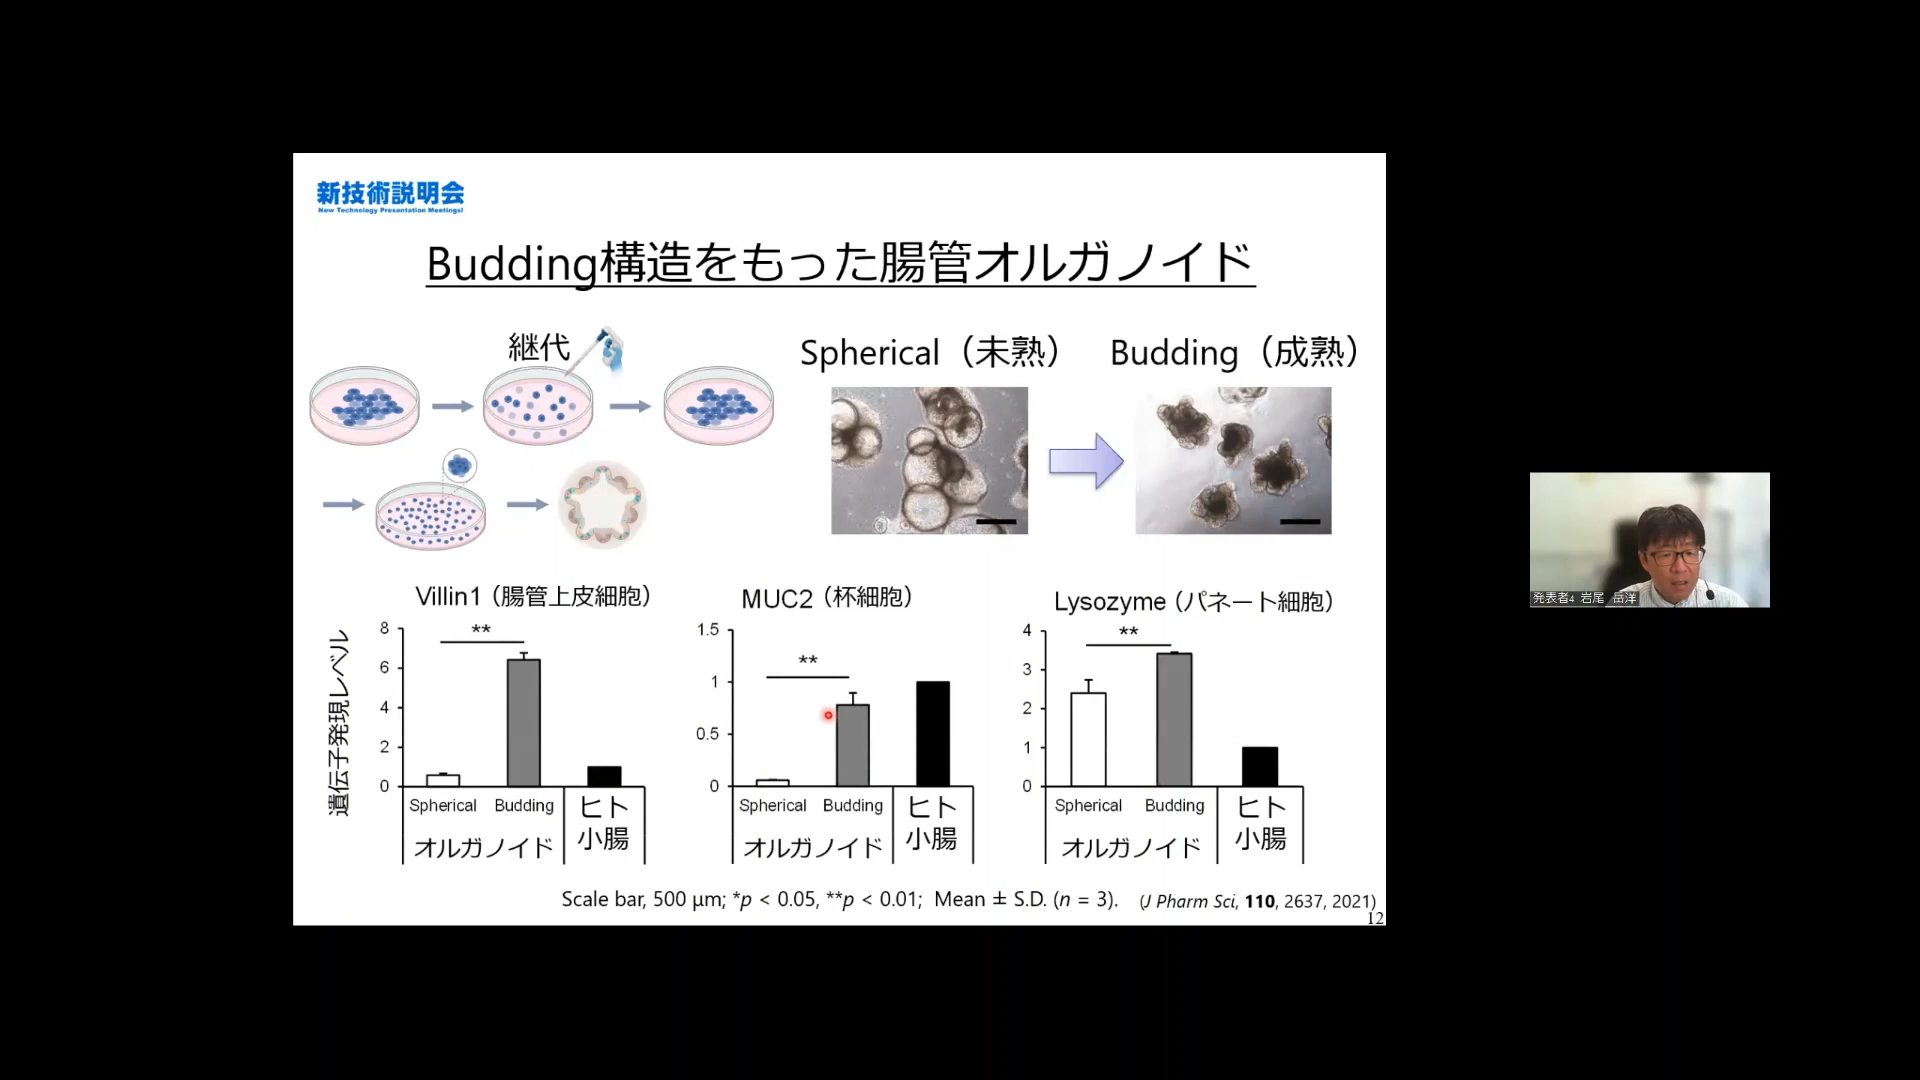 新技術説明会
New Technology Presentation Meetings!
Budding構造をもった腸管オルガノイド
継代
Spherical（未熟）
Budding（成熟）
Villin1（腸管上皮細胞）
MUC2（杯細胞）
Lysozyme（パネート細胞）
遺伝子発現レベル
8
6
4
2
0
**
Spherical
Budding
ヒト
小腸
オルガノイド
1.5
1
0.5
0
**
Spherical
Budding
ヒト
小腸
オルガノイド
4
3
2
1
0
**
Spherical
Budding
ヒト
小腸
オルガノイド
Scale bar, 500 μm; *p < 0.05, **p < 0.01; Mean ± S.D. (n = 3).
(J Pharm Sci, 110, 2637, 2021)
12
発表者4 岩尾 岳洋